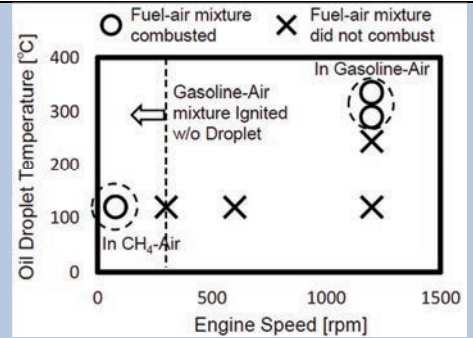 Fuel-air mixture
combusted
Fuel-air mixture
did not combust
Oil Droplet Temperature [°C]
400
300
200
100
0
In Gasoline-Air
Gasoline-Air
mixture Ignited
w/o Droplet
In CH₄-Air
0
500
1000
1500
Engine Speed [rpm]